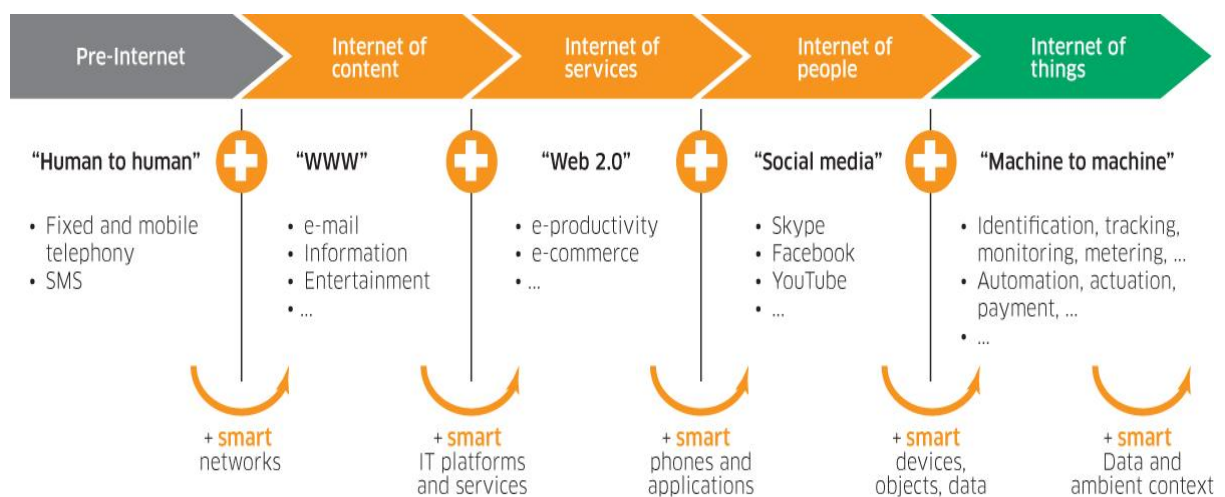 Pre-Internet
Internet of
content
Internet of
services
Internet of
people
Internet of
things
“Human to human”
“WWW”
“Web 2.0”
“Social media”
“Machine to machine”
• Fixed and mobile
telephony
• SMS
• e-mail
• Information
• Entertainment
• ...
• e-productivity
• e-commerce
• ...
• Skype
• Facebook
• YouTube
• ...
• Identification, tracking,
monitoring, metering, ...
• Automation, actuation,
payment, ...
• ...
+ smart
networks
+ smart
IT platforms
and services
+ smart
phones and
applications
+ smart
devices,
objects, data
+ smart
Data and
ambient context